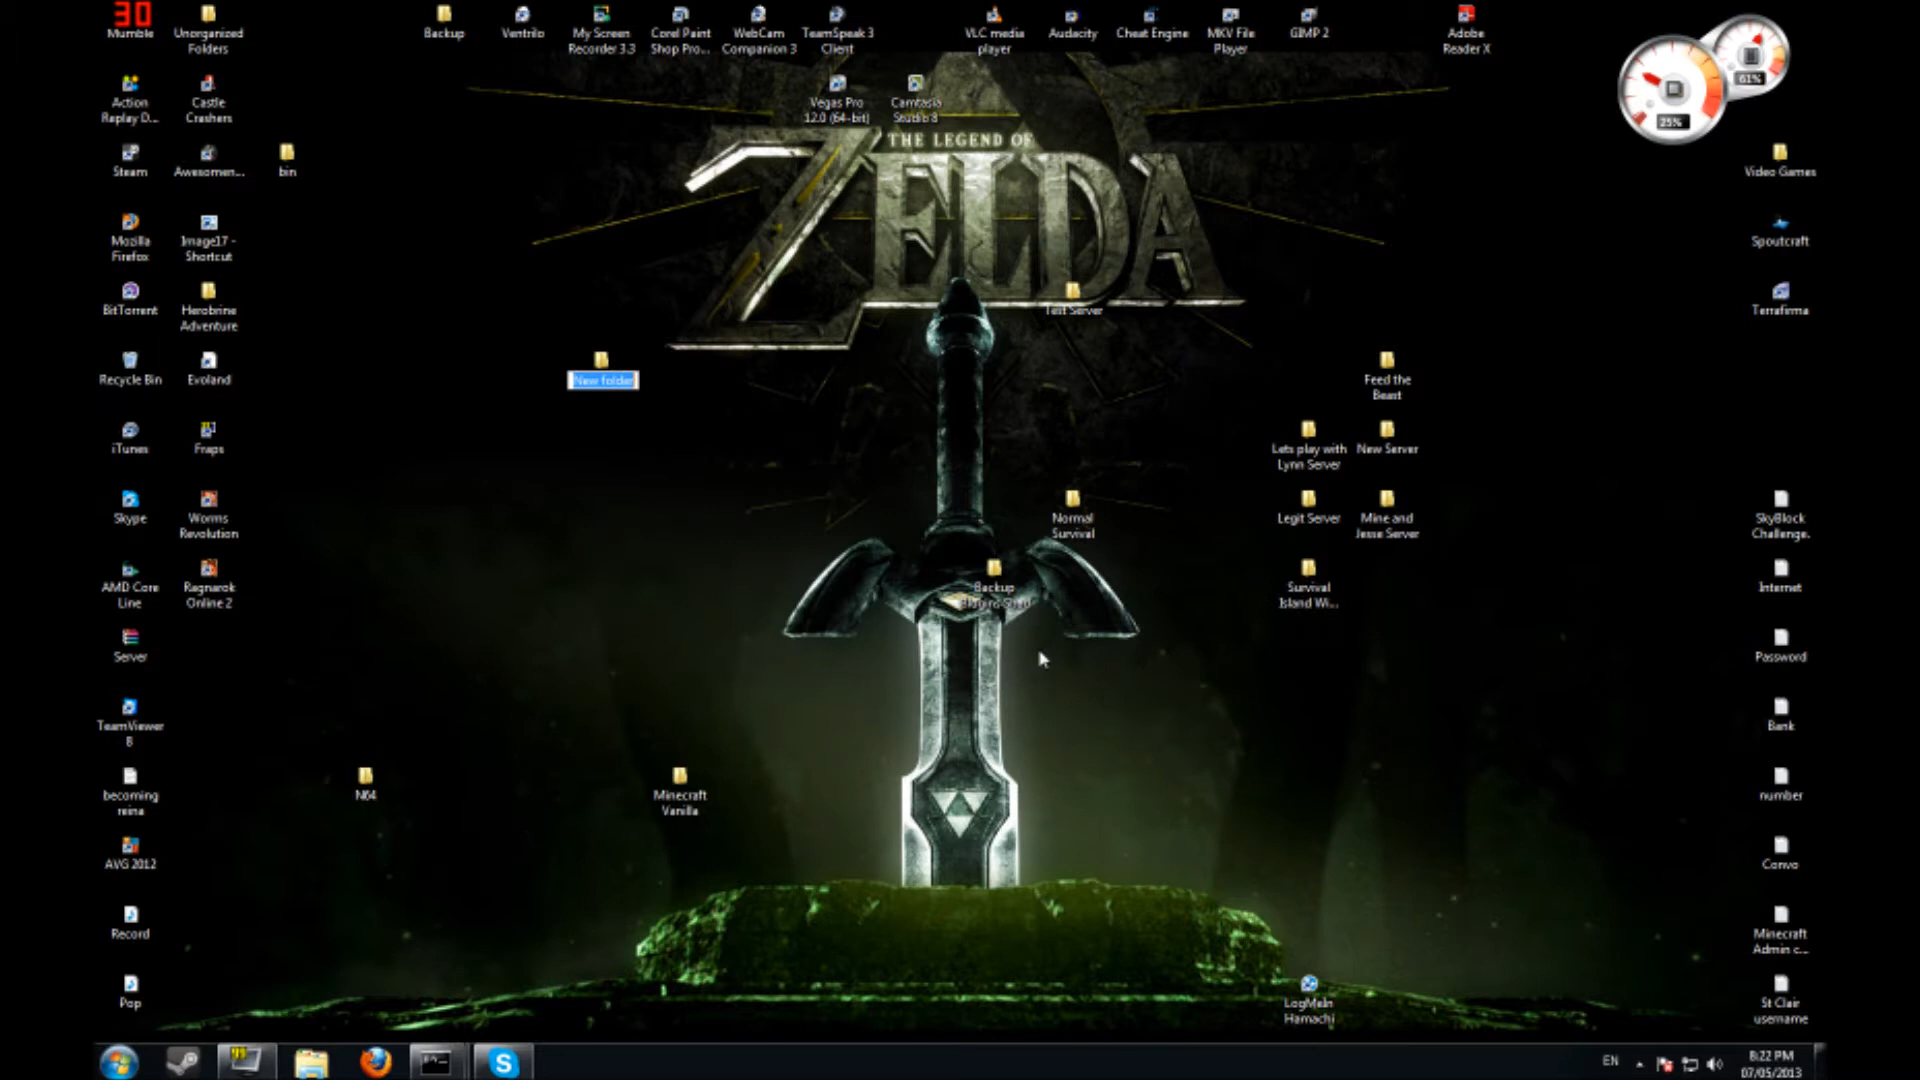 30
Mumble
Unorganized
Folders
Backup
Ventrilo
My Screen
Recorder 3.3
Corel Paint
Shop Pro...
WebCam
Companion 3
TeamSpeak 3
Client
VLC media
player
Audacity
Cheat Engine
MKV File
Player
GIMP 2
Adobe
Reader X
61%
25%
Action
Replay D...
Castle
Crashers
Vegas Pro
12.0 (64-bit)
Camtasia
Studio 8
THE LEGEND OF
ZELDA
Steam
Awesomen...
bin
Video Games
Mozilla
Firefox
Image17 -
Shortcut
Spoutcraft
BitTorrent
Herobrine
Adventure
Test Server
Terrafirma
Recycle Bin
Evoland
New folder
Feed the
Beast
iTunes
Fraps
Lets play with
Lynn Server
New Server
Skype
Worms
Revolution
Normal
Survival
Legit Server
Mine and
Jesse Server
SkyBlock
Challenge.
AMD Core
Line
Ragnarok
Online 2
Backup
Survival
Island Wi...
Internet
Server
Password
TeamViewer
8
Bank
becoming
reina
N64
Minecraft
Vanilla
number
AVG 2012
Convo
Record
Minecraft
Admin c...
Pop
LogMeIn
Hamachi
St Clair
username
EN
8:22 PM
07/05/2013